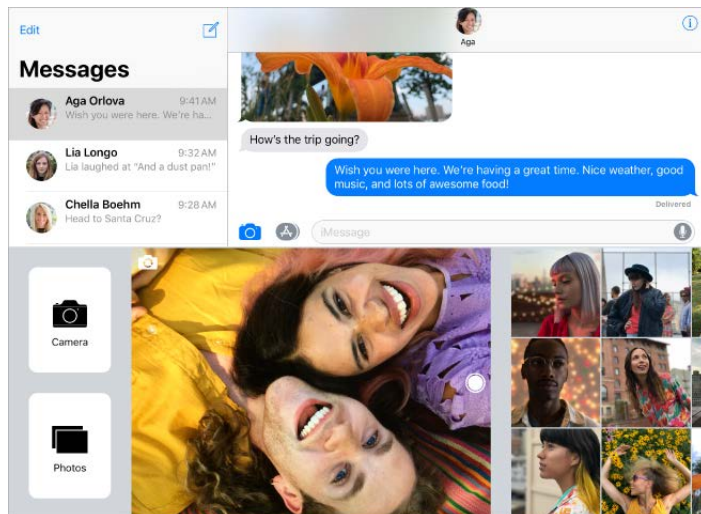 Edit
Messages
Aga Orlova 9:41 AM
Wish you were here. We're ha...
Lia Longo 9:32 AM
Lia laughed at “And a dust pan!”
Chella Boehm 9:28 AM
Head to Santa Cruz?
Aga
How's the trip going?
Wish you were here. We're having a great time. Nice weather, good
music, and lots of awesome food!
Delivered
iMessage
Camera
Photos